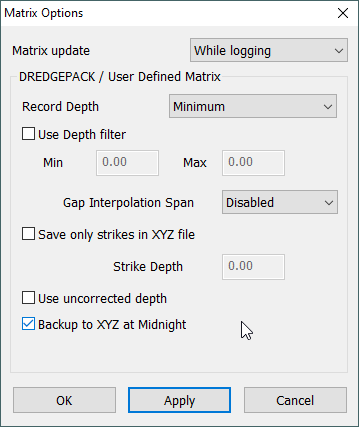 Matrix Options
Matrix update While logging
DREDGEPACK / User Defined Matrix
Record Depth Minimum
Use Depth filter
Min 0.00 Max 0.00
Gap Interpolation Span Disabled
Save only strikes in XYZ file
Strike Depth 0.00
Use uncorrected depth
Backup to XYZ at Midnight
OK Apply Cancel